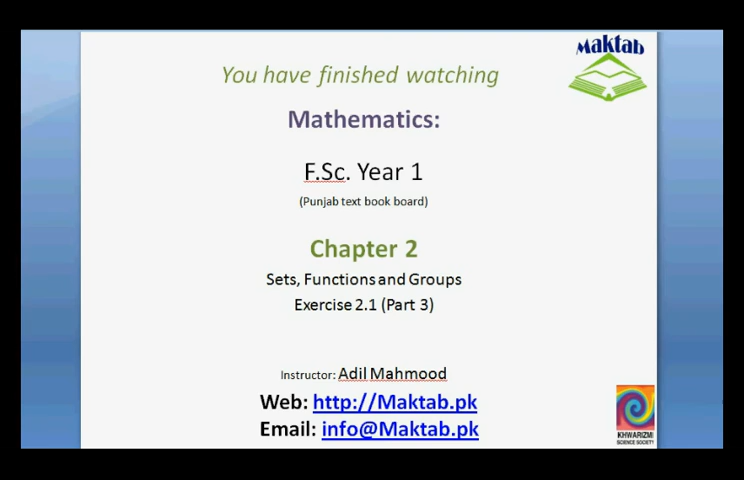 Maktab
You have finished watching
Mathematics:
F.Sc. Year 1
(Punjab text book board)
Chapter 2
Sets, Functions and Groups
Exercise 2.1 (Part 3)
Instructor: Adil Mahmood
Web: http://Maktab.pk
Email: info@Maktab.pk
KHWARIZMI
SCIENCE SOCIETY